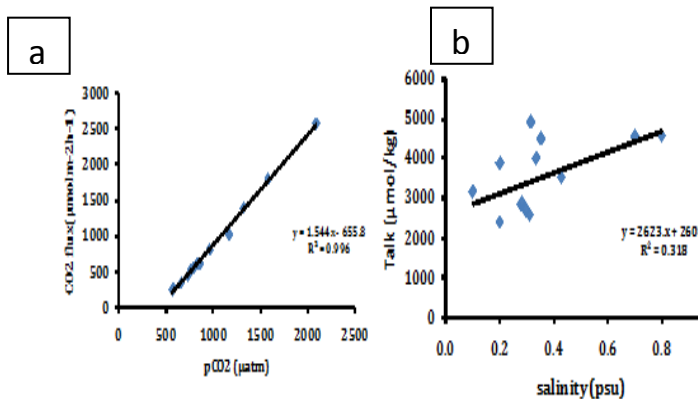 a
b
CO2 flux(μmolm-2h-1)
3000
2500
2000
1500
1000
500
0
y = 1.544x - 655.8
R² = 0.996
0 500 1000 1500 2000 2500
pCO2 (μatm)
Talk (μmol/kg)
6000
5000
4000
3000
2000
1000
0
y = 2623.x + 260
R² = 0.318
0.0 0.2 0.4 0.6 0.8
salinity(psu)